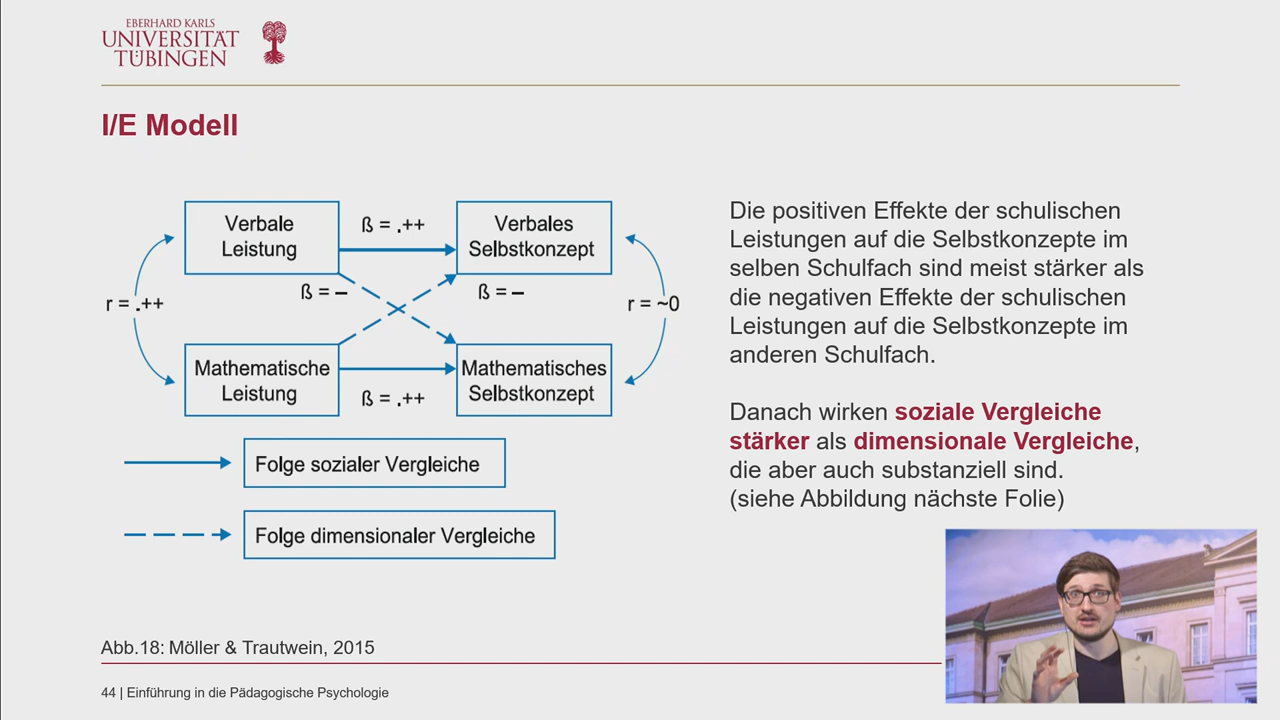 EBERHARD KARLS
UNIVERSITÄT
TÜBINGEN
I/E Modell
Verbale
Leistung
ß = .++
Verbales
Selbstkonzept
ß = –
ß = –
r = .++
r = ~0
Mathematische
Leistung
ß = .++
Mathematisches
Selbstkonzept
Folge sozialer Vergleiche
Folge dimensionaler Vergleiche
Die positiven Effekte der schulischen
Leistungen auf die Selbstkonzepte im
selben Schulfach sind meist stärker als
die negativen Effekte der schulischen
Leistungen auf die Selbstkonzepte im
anderen Schulfach.
Danach wirken soziale Vergleiche
stärker als dimensionale Vergleiche,
die aber auch substanziell sind.
(siehe Abbildung nächste Folie)
Abb.18: Möller & Trautwein, 2015
44 | Einführung in die Pädagogische Psychologie